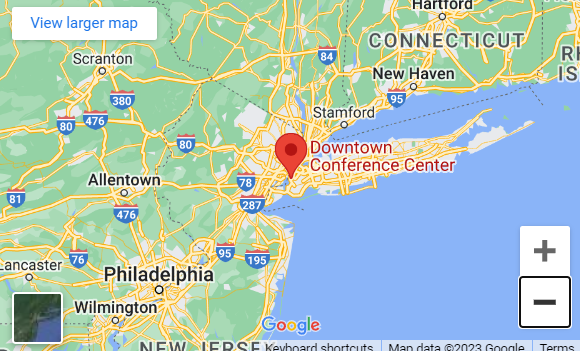 View larger map
Hartford
CONNECTICUT
84
Scranton
New Haven
RH
IS
380
95
476
Stamford
80
80
Downtown
Conference Center
Allentown
78
81
287
476
95
195
76
Lancaster
Philadelphia
Wilmington
Google
NEW JERSE
Keyboard shortcuts
Map data ©2023 Google
Terms